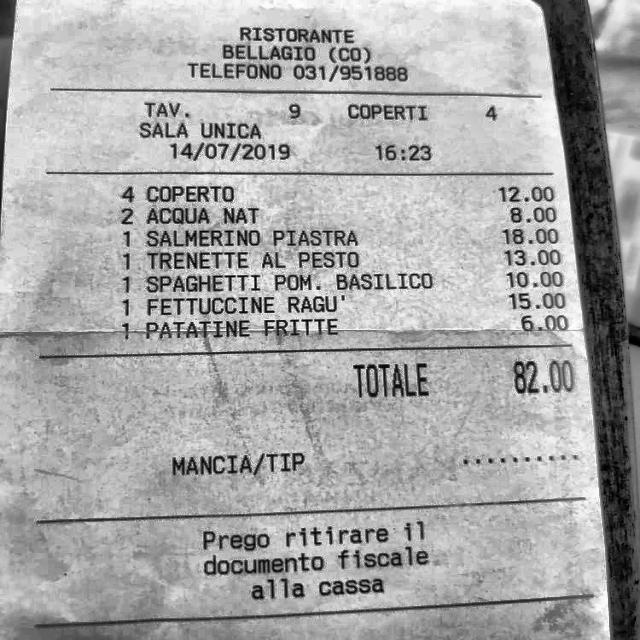 RISTORANTE
BELLAGIO (CO)
TELEFONO 031/951888
TAV. 9 COPERTI 4
SALA UNICA
14/07/2019 16:23
4 COPERTO 12.00
2 ACQUA NAT 8.00
1 SALMERINO PIASTRA 18.00
1 TRENETTE AL PESTO 13.00
1 SPAGHETTI POM. BASILICO 10.00
1 FETTUCCINE RAGU' 15.00
1 PATATINE FRITTE 6.00
TOTALE 82.00
MANCIA/TIP ..........
Prego ritirare il
documento fiscale
alla cassa